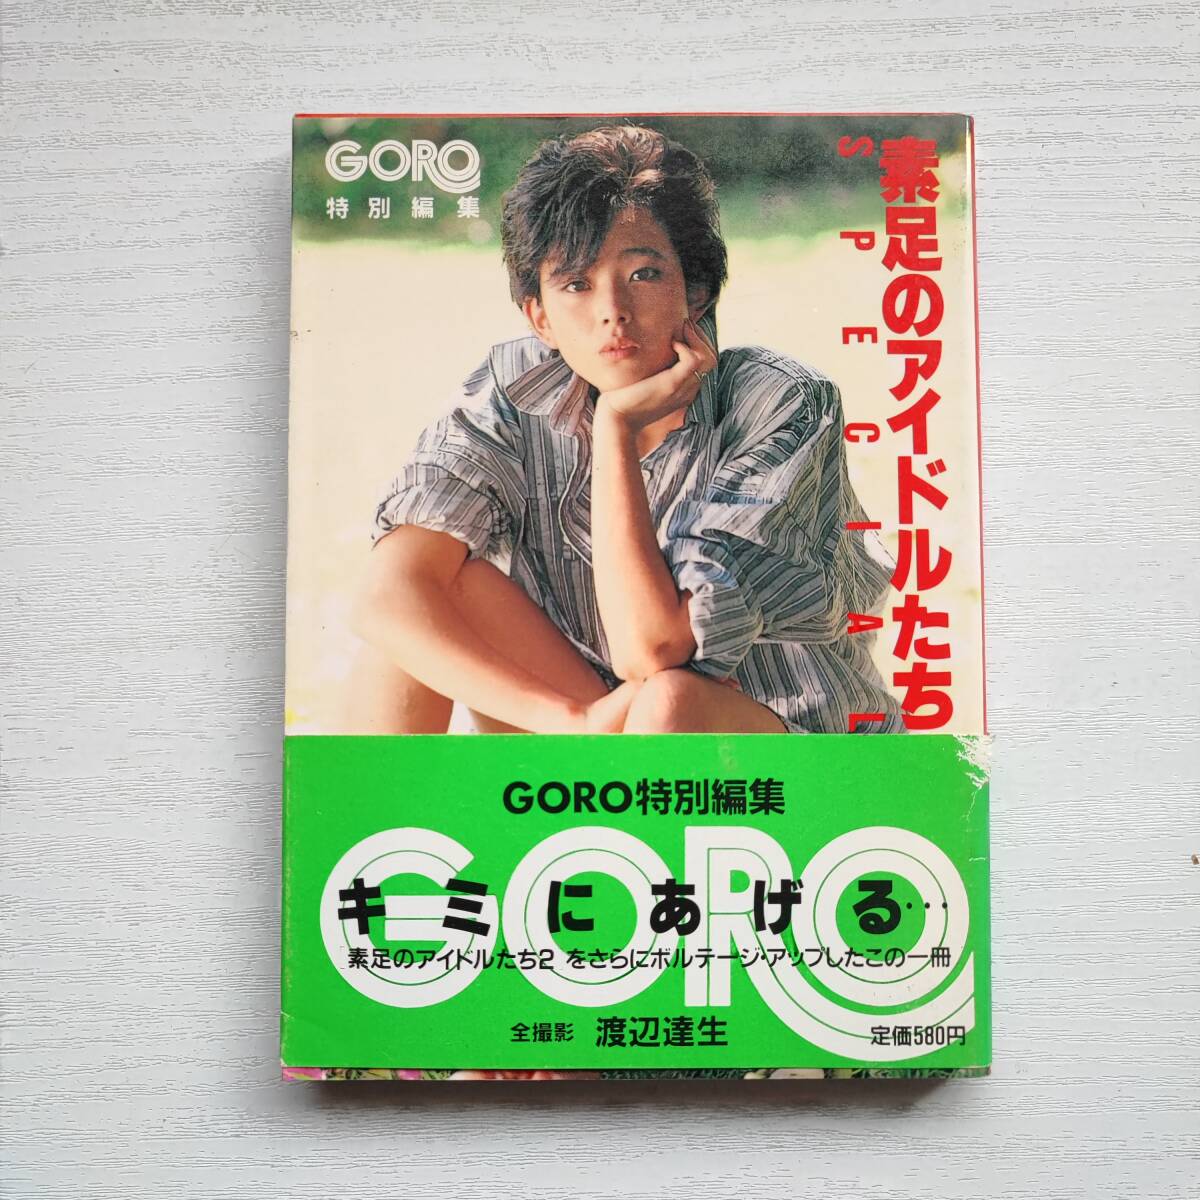 GORO
特別編集
素足のアイドルたち
SPECIAL
GORO特別編集
GORO
キミにあげる…
「素足のアイドルたち2」をさらにボルテージ・アップしたこの一冊
全撮影 渡辺達生
定価580円